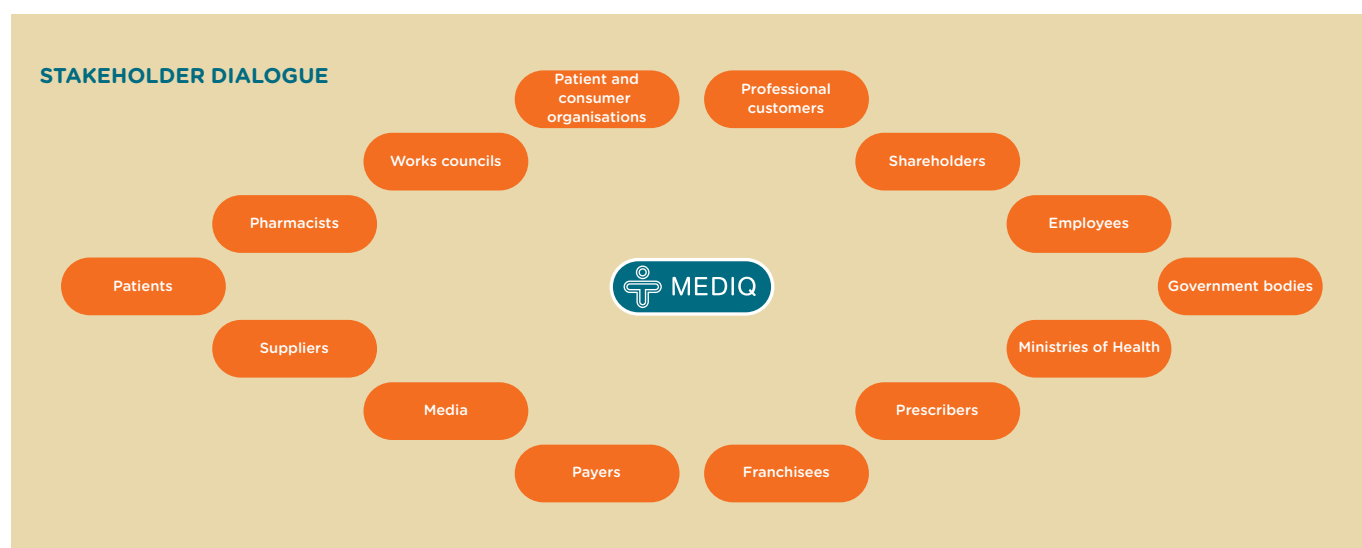 STAKEHOLDER DIALOGUE
Patient and
consumer
organisations
Professional
customers
Works councils
Shareholders
Pharmacists
Employees
Patients
MEDIQ
Government bodies
Suppliers
Ministries of Health
Media
Prescribers
Payers
Franchisees